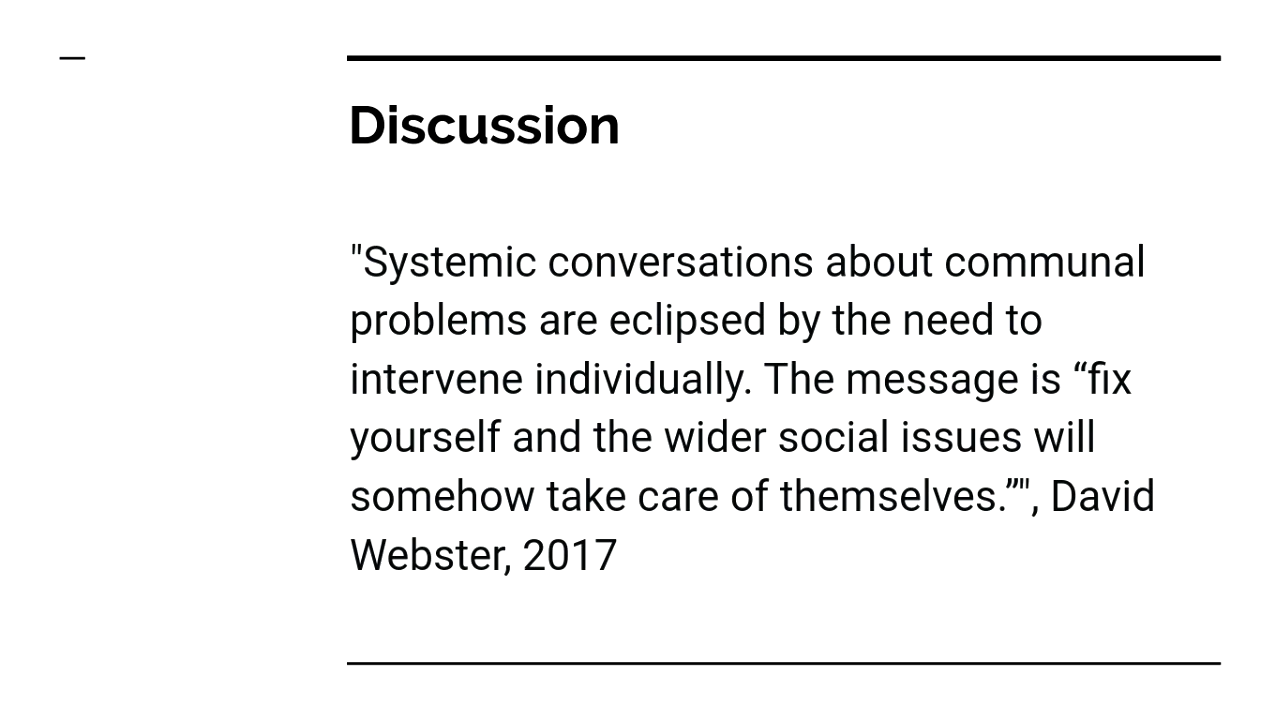 Discussion
"Systemic conversations about communal
problems are eclipsed by the need to
intervene individually. The message is “fix
yourself and the wider social issues will
somehow take care of themselves.”", David
Webster, 2017